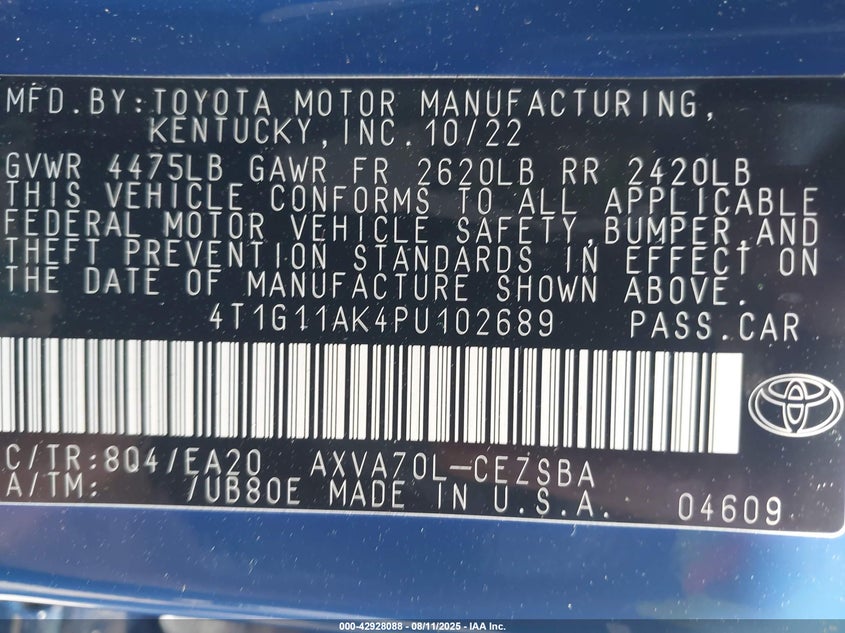 MFD.BY:TOYOTA MOTOR MANUFACTURING,
KENTUCKY,INC.10/22
GVWR 4475LB GAWR FR 2620LB RR 2420LB
THIS VEHICLE CONFORMS TO ALL APPLICABLE
FEDERAL MOTOR VEHICLE SAFETY,BUMPER,AND
THEFT PREVENTION STANDARDS IN EFFECT ON
THE DATE OF MANUFACTURE SHOWN ABOVE.
4T1G11AK4PU102689 PASS.CAR
C/TR:8Q4/EA20 AXVA70L-CEZSBA
A/TM: /UB80E MADE IN U.S.A. 04609
000-42928088 - 08/11/2025 - IAA Inc.